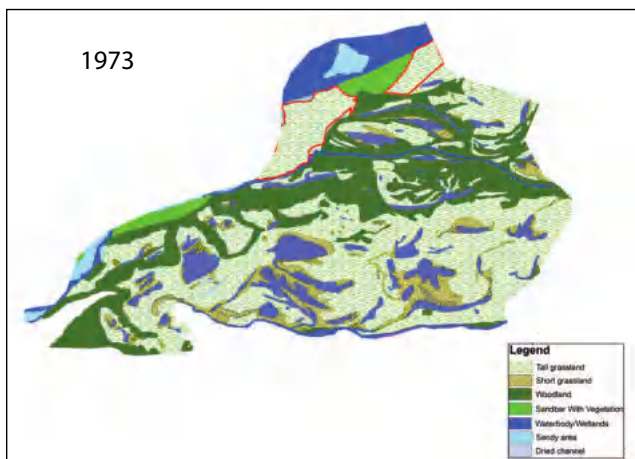 1973
Legend
Tall grassland
Short grassland
Woodland
Sandbar With Vegetation
Waterbody/Wetlands
Sandy area
Dried channel